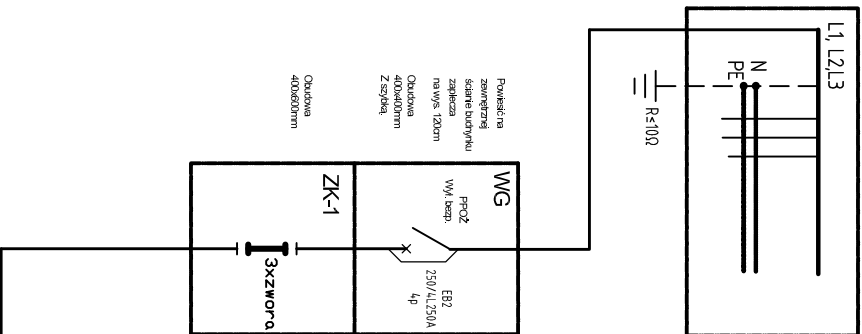 L1, L2,L3
N
PE
R≤10Ω
Powiesić na
zewnętrznej
ścianie budynku
zaplecza
na wys. 120cm
Obudowa
400x400mm
Z szybką.
Obudowa
400x600mm
WG
PPOŻ
Wył. bezp.
EB2
250/4L250A
4p
ZK-1
3xzwora